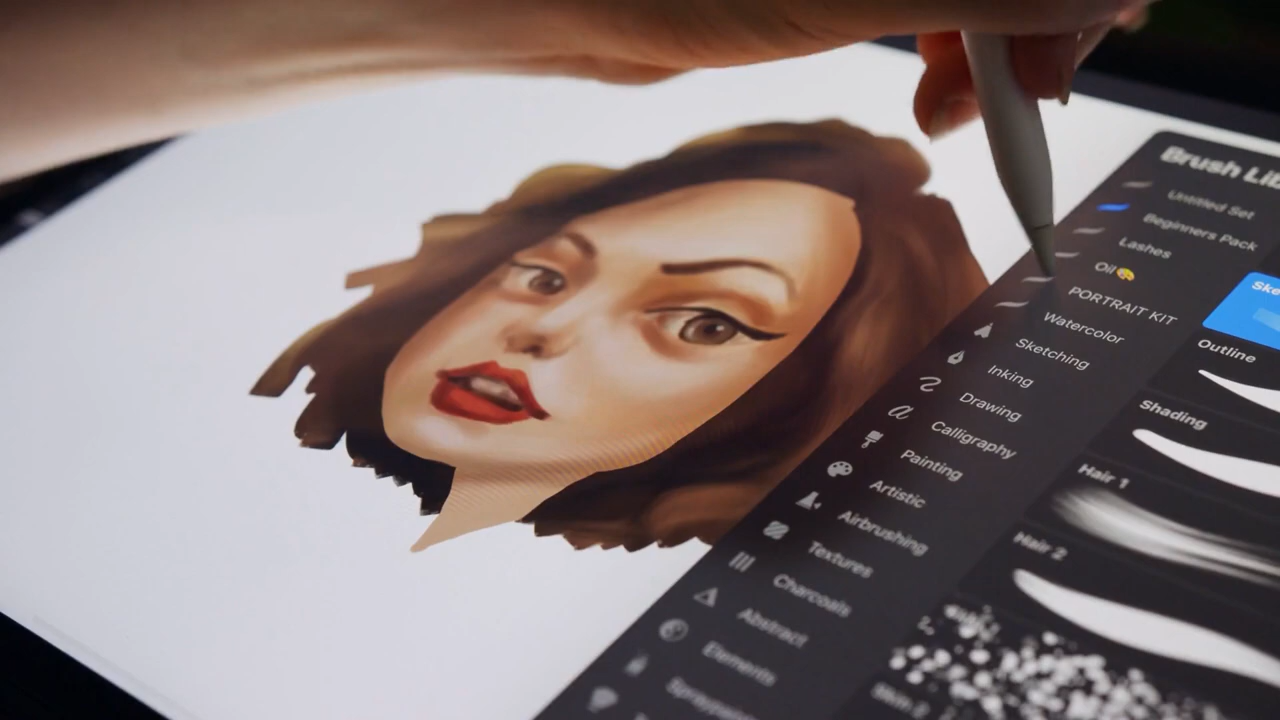 Brush Lib
Untitled Set
Beginners Pack
Lashes
Oil🎨
PORTRAIT KIT
Watercolor
Sketching
Inking
Drawing
Calligraphy
Painting
Artistic
Airbrushing
Textures
Charcoals
Abstract
Elements
Ske
Outline
Shading
Hair 1
Hair 2